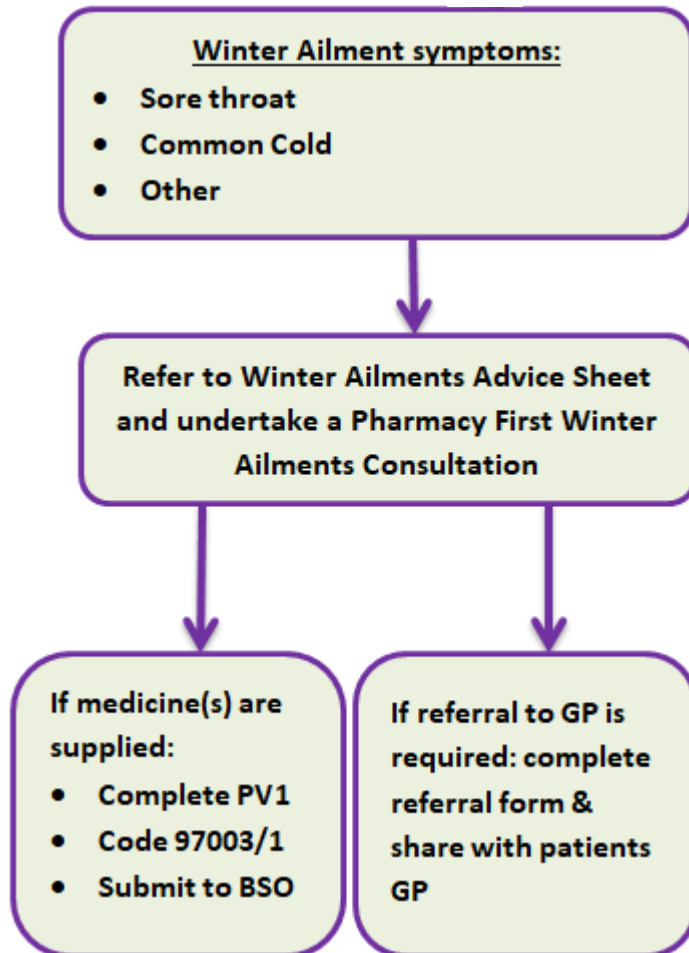 Winter Ailment symptoms:
• Sore throat
• Common Cold
• Other
Refer to Winter Ailments Advice Sheet
and undertake a Pharmacy First Winter
Ailments Consultation
If medicine(s) are
supplied:
• Complete PV1
• Code 97003/1
• Submit to BSO
If referral to GP is
required: complete
referral form &
share with patients
GP